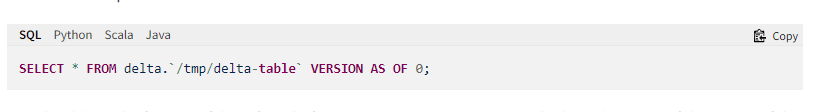 SQL Python Scala Java Copy
SELECT * FROM delta.`/tmp/delta-table` VERSION AS OF 0;